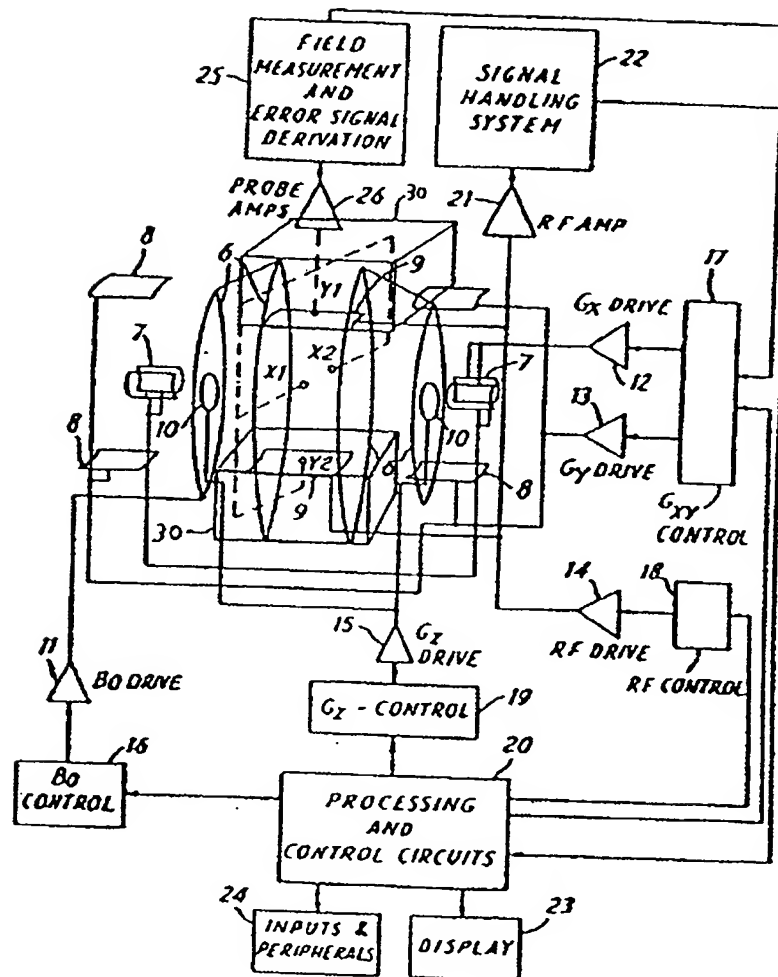 FIELD
MEASUREMENT
AND
ERROR SIGNAL
DERIVATION
25
SIGNAL
HANDLING
SYSTEM
22
PROBE
AMPS
26
30
21
RF AMP
8
6
9
Y1
17
7
X1
X2
7
GX DRIVE
12
10
10
13
8
Y2
6
8
GY DRIVE
GXY
CONTROL
30
9
14
18
15
GZ
DRIVE
RF DRIVE
RF CONTROL
11
BO DRIVE
GZ - CONTROL
19
16
BO
CONTROL
20
PROCESSING
AND
CONTROL CIRCUITS
24
INPUTS &
PERIPHERALS
23
DISPLAY